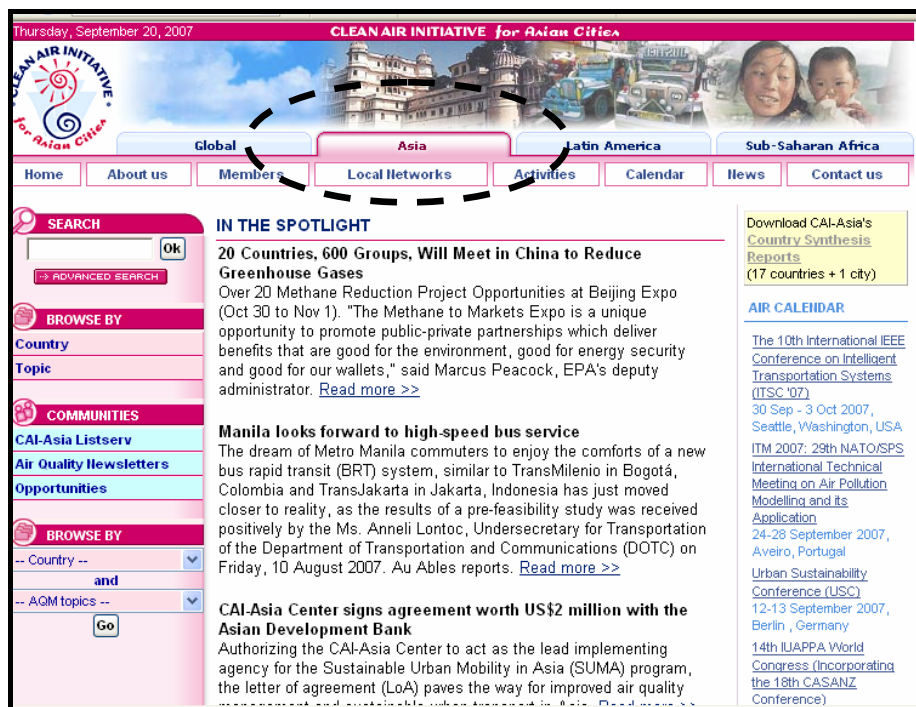 Thursday, September 20, 2007
CLEAN AIR INITIATIVE for Asian Cities
CLEAN AIR INITIATIVE
for Asian Cities
Global
Asia
Latin America
Sub-Saharan Africa
Home
About us
Members
Local Networks
Activities
Calendar
News
Contact us
SEARCH
Ok
ADVANCED SEARCH
BROWSE BY
Country
Topic
COMMUNITIES
CAI-Asia Listserv
Air Quality Newsletters
Opportunities
BROWSE BY
-- Country --
and
-- AQM topics --
Go
IN THE SPOTLIGHT
20 Countries, 600 Groups, Will Meet in China to Reduce
Greenhouse Gases
Over 20 Methane Reduction Project Opportunities at Beijing Expo
(Oct 30 to Nov 1). "The Methane to Markets Expo is a unique
opportunity to promote public-private partnerships which deliver
benefits that are good for the environment, good for energy security
and good for our wallets," said Marcus Peacock, EPA's deputy
administrator. Read more >>
Manila looks forward to high-speed bus service
The dream of Metro Manila commuters to enjoy the comforts of a new
bus rapid transit (BRT) system, similar to TransMilenio in Bogotá,
Colombia and TransJakarta in Jakarta, Indonesia has just moved
closer to reality, as the results of a pre-feasibility study was received
positively by the Ms. Anneli Lontoc, Undersecretary for Transportation
of the Department of Transportation and Communications (DOTC) on
Friday, 10 August 2007. Au Ables reports. Read more >>
CAI-Asia Center signs agreement worth US$2 million with the
Asian Development Bank
Authorizing the CAI-Asia Center to act as the lead implementing
agency for the Sustainable Urban Mobility in Asia (SUMA) program,
the letter of agreement (LoA) paves the way for improved air quality
management and sustainable urban transport in Asia. Read more >>
Download CAI-Asia's
Country Synthesis
Reports
(17 countries + 1 city)
AIR CALENDAR
The 10th International IEEE
Conference on Intelligent
Transportation Systems
(ITSC '07)
30 Sep - 3 Oct 2007,
Seattle, Washington, USA
ITM 2007: 29th NATO/SPS
International Technical
Meeting on Air Pollution
Modelling and its
Application
24-28 September 2007,
Aveiro, Portugal
Urban Sustainability
Conference (USC)
12-13 September 2007,
Berlin , Germany
14th IUAPPA World
Congress (Incorporating
the 18th CASANZ
Conference)